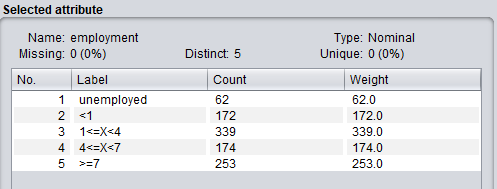 Selected attribute
Name: employment Type: Nominal
Missing: 0 (0%) Distinct: 5 Unique: 0 (0%)
No. Label Count Weight
1 unemployed 62 62.0
2 <1 172 172.0
3 1<=X<4 339 339.0
4 4<=X<7 174 174.0
5 >=7 253 253.0